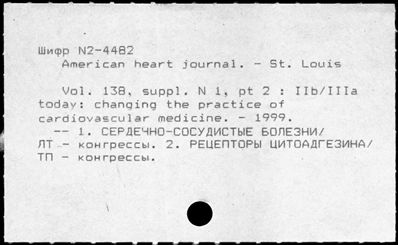 Шифр N2-4482
American heart journal. - St. Louis
Vol. 138, suppl. N 1, pt 2 : IIb/IIIa
today: changing the practice of
cardiovascular medicine. - 1999.
-- 1. СЕРДЕЧНО-СОСУДИСТЫЕ БОЛЕЗНИ/
ЛТ - конгрессы. 2. РЕЦЕПТОРЫ ЦИТОАДГЕЗИНА/
ТП - конгрессы.